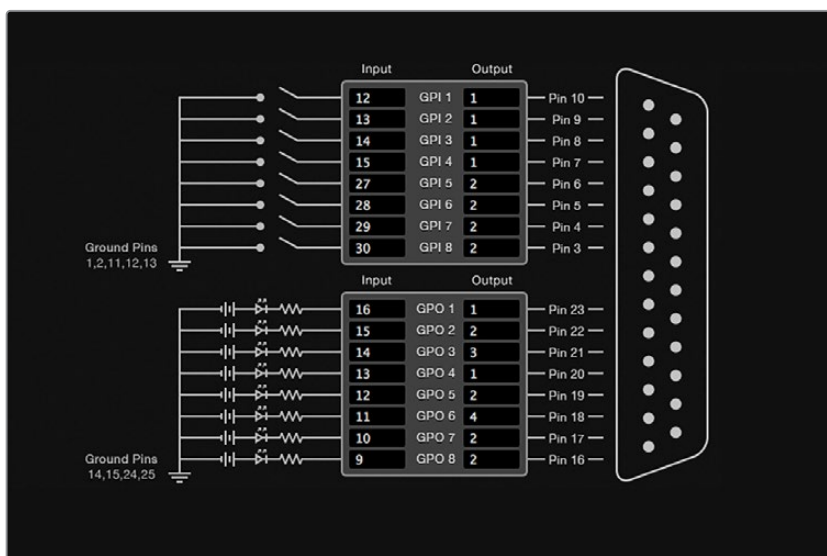 Input Output
12 GPI 1 1 Pin 10
13 GPI 2 1 Pin 9
14 GPI 3 1 Pin 8
15 GPI 4 1 Pin 7
27 GPI 5 2 Pin 6
28 GPI 6 2 Pin 5
29 GPI 7 2 Pin 4
30 GPI 8 2 Pin 3
Ground Pins
1,2,11,12,13
Input Output
16 GPO 1 1 Pin 23
15 GPO 2 2 Pin 22
14 GPO 3 3 Pin 21
13 GPO 4 1 Pin 20
12 GPO 5 2 Pin 19
11 GPO 6 4 Pin 18
10 GPO 7 2 Pin 17
9 GPO 8 2 Pin 16
Ground Pins
14,15,24,25